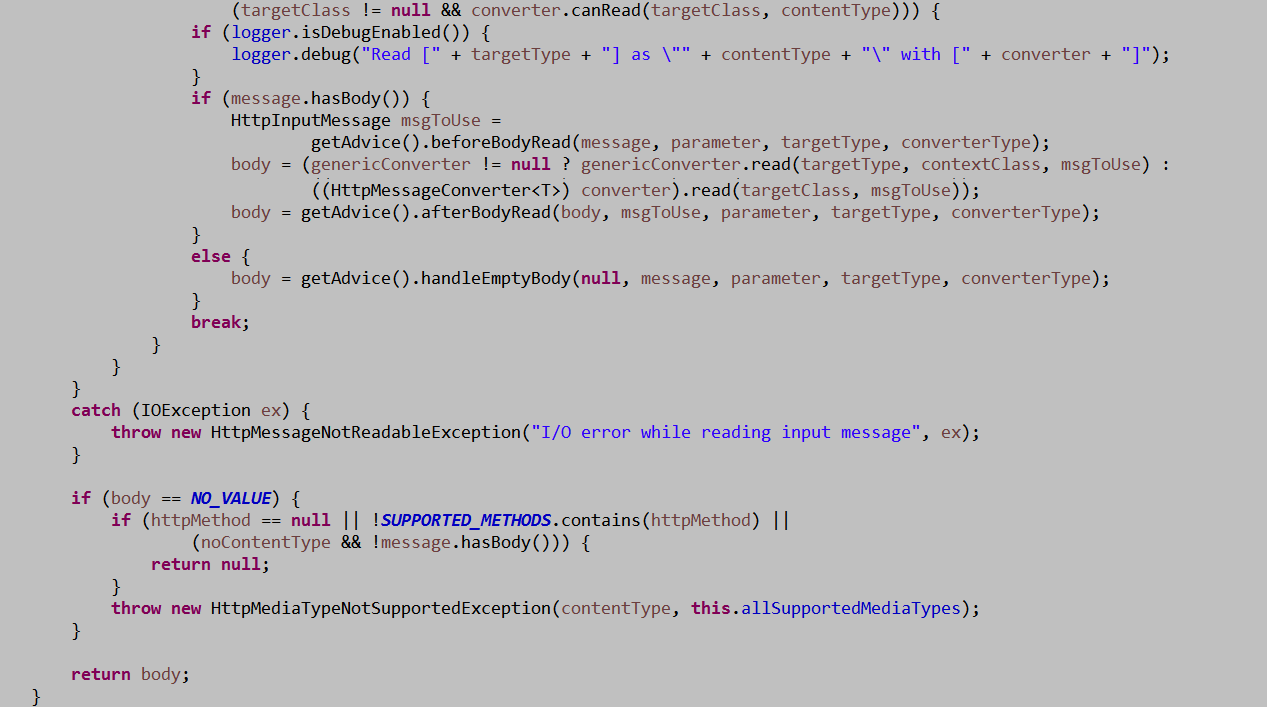 (targetClass != null && converter.canRead(targetClass, contentType))) {
if (logger.isDebugEnabled()) {
logger.debug("Read [" + targetType + "] as \"" + contentType + "\" with [" + converter + "]");
}
if (message.hasBody()) {
HttpInputMessage msgToUse =
getAdvice().beforeBodyRead(message, parameter, targetType, converterType);
body = (genericConverter != null ? genericConverter.read(targetType, contextClass, msgToUse) :
((HttpMessageConverter<T>) converter).read(targetClass, msgToUse));
body = getAdvice().afterBodyRead(body, msgToUse, parameter, targetType, converterType);
}
else {
body = getAdvice().handleEmptyBody(null, message, parameter, targetType, converterType);
}
break;
}
}
}
catch (IOException ex) {
throw new HttpMessageNotReadableException("I/O error while reading input message", ex);
}
if (body == NO_VALUE) {
if (httpMethod == null || !SUPPORTED_METHODS.contains(httpMethod) ||
(noContentType && !message.hasBody())) {
return null;
}
throw new HttpMediaTypeNotSupportedException(contentType, this.allSupportedMediaTypes);
}
return body;
}